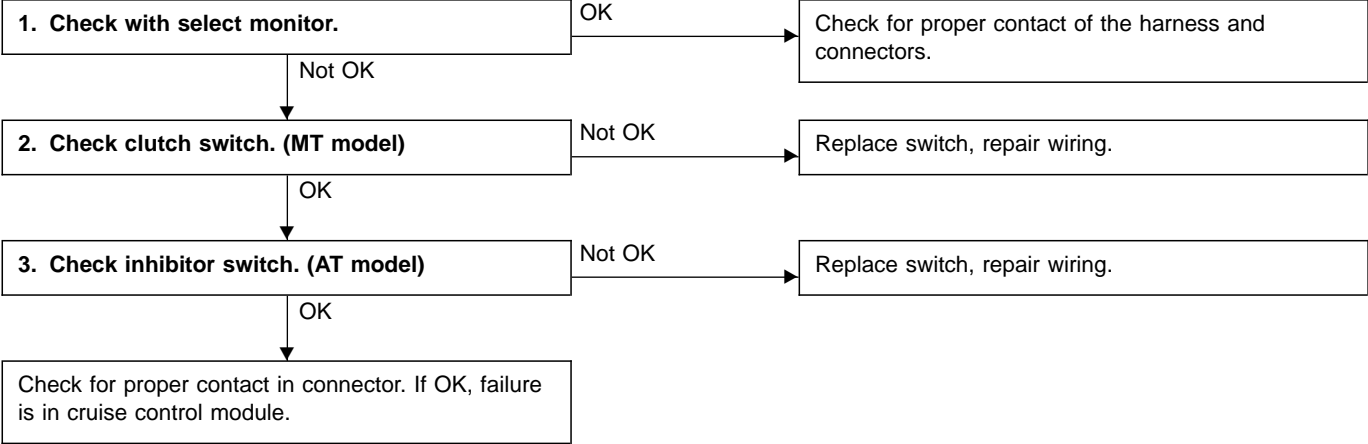 1. Check with select monitor.
OK
Check for proper contact of the harness and
connectors.
Not OK
2. Check clutch switch. (MT model)
Not OK
Replace switch, repair wiring.
OK
3. Check inhibitor switch. (AT model)
Not OK
Replace switch, repair wiring.
OK
Check for proper contact in connector. If OK, failure
is in cruise control module.